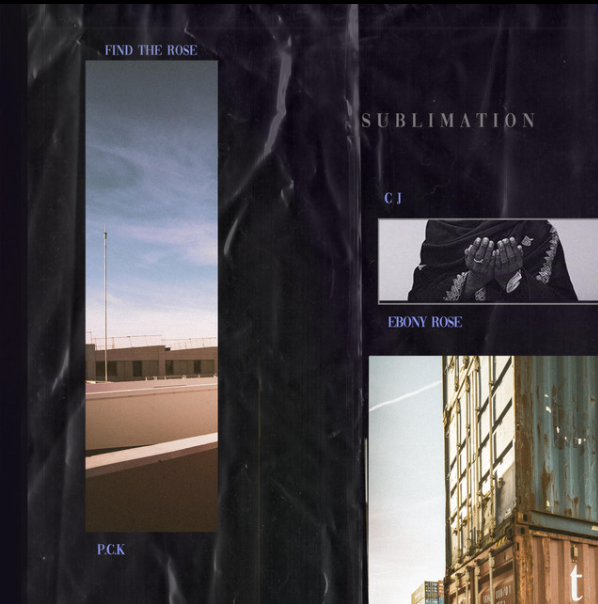 FIND THE ROSE
SUBLIMATION
C J
EBONY ROSE
P.C.K
t